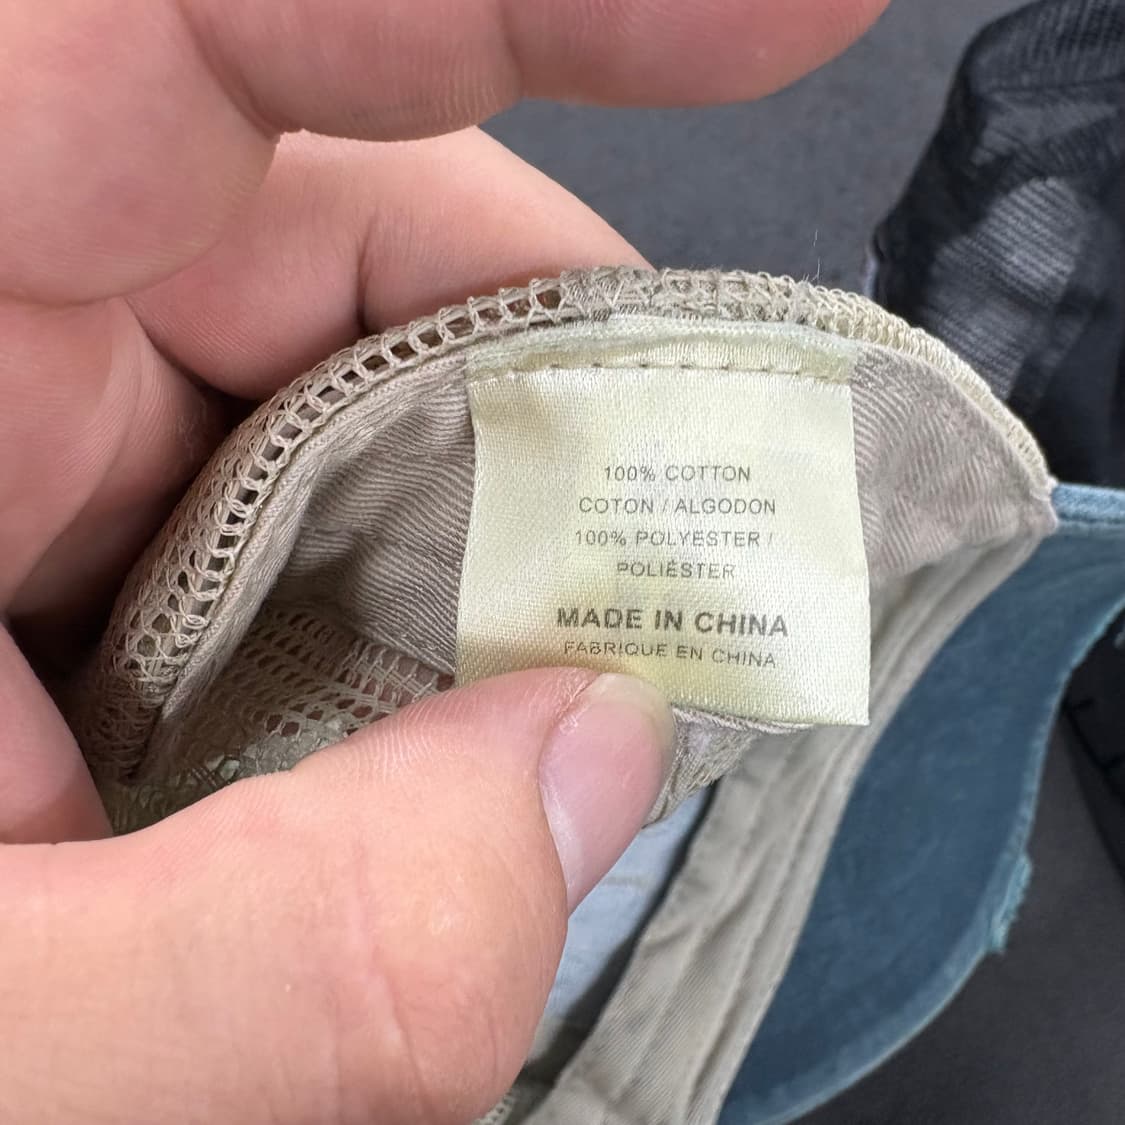 100% COTTON
COTON / ALGODON
100% POLYESTER /
POLIÉSTER
MADE IN CHINA
FABRIQUE EN CHINA